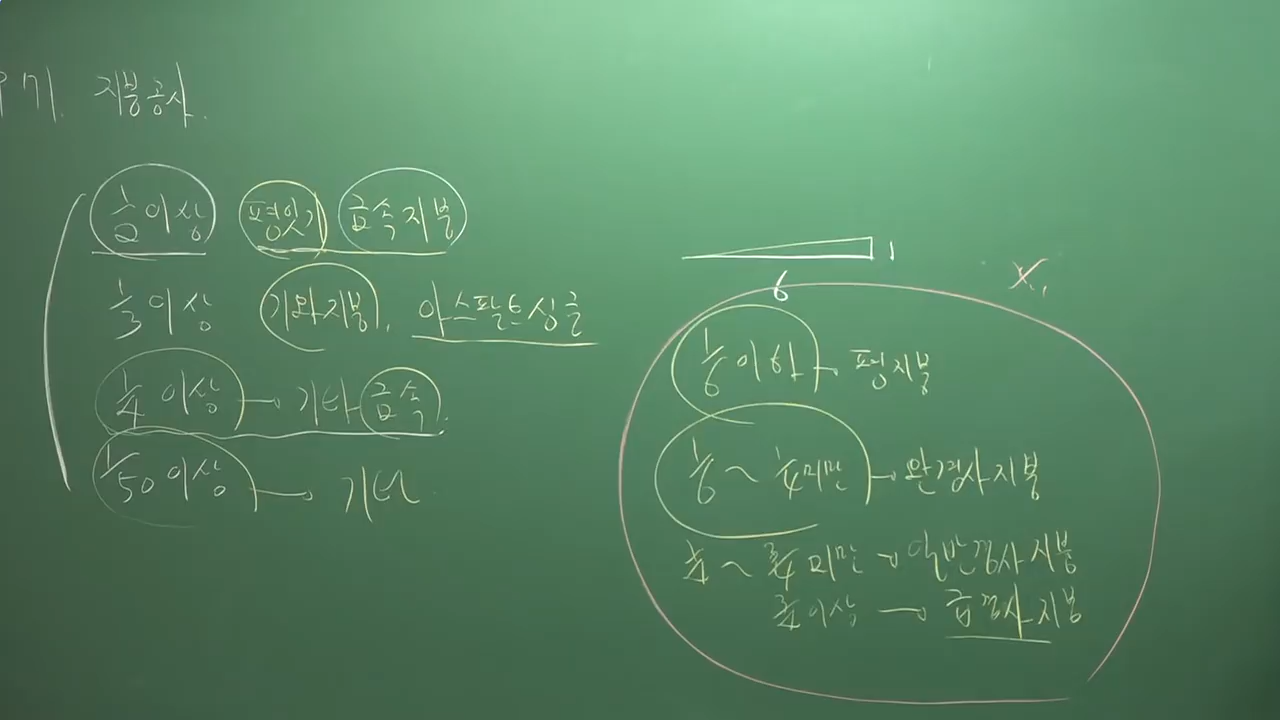 971. 지붕공사.
1/2 이상 평잇기 금속지붕
1/3 이상 기와지붕, 아스팔트싱글
1/4 이상 → 기타 금속.
1/50 이상 → 기타
1
6
X.
1/6 이하 → 평지붕
1/6 ~ 1/4 미만 → 완경사지붕
1/4 ~ 3/4 미만 → 일반경사지붕
3/4 이상 → 급경사지붕